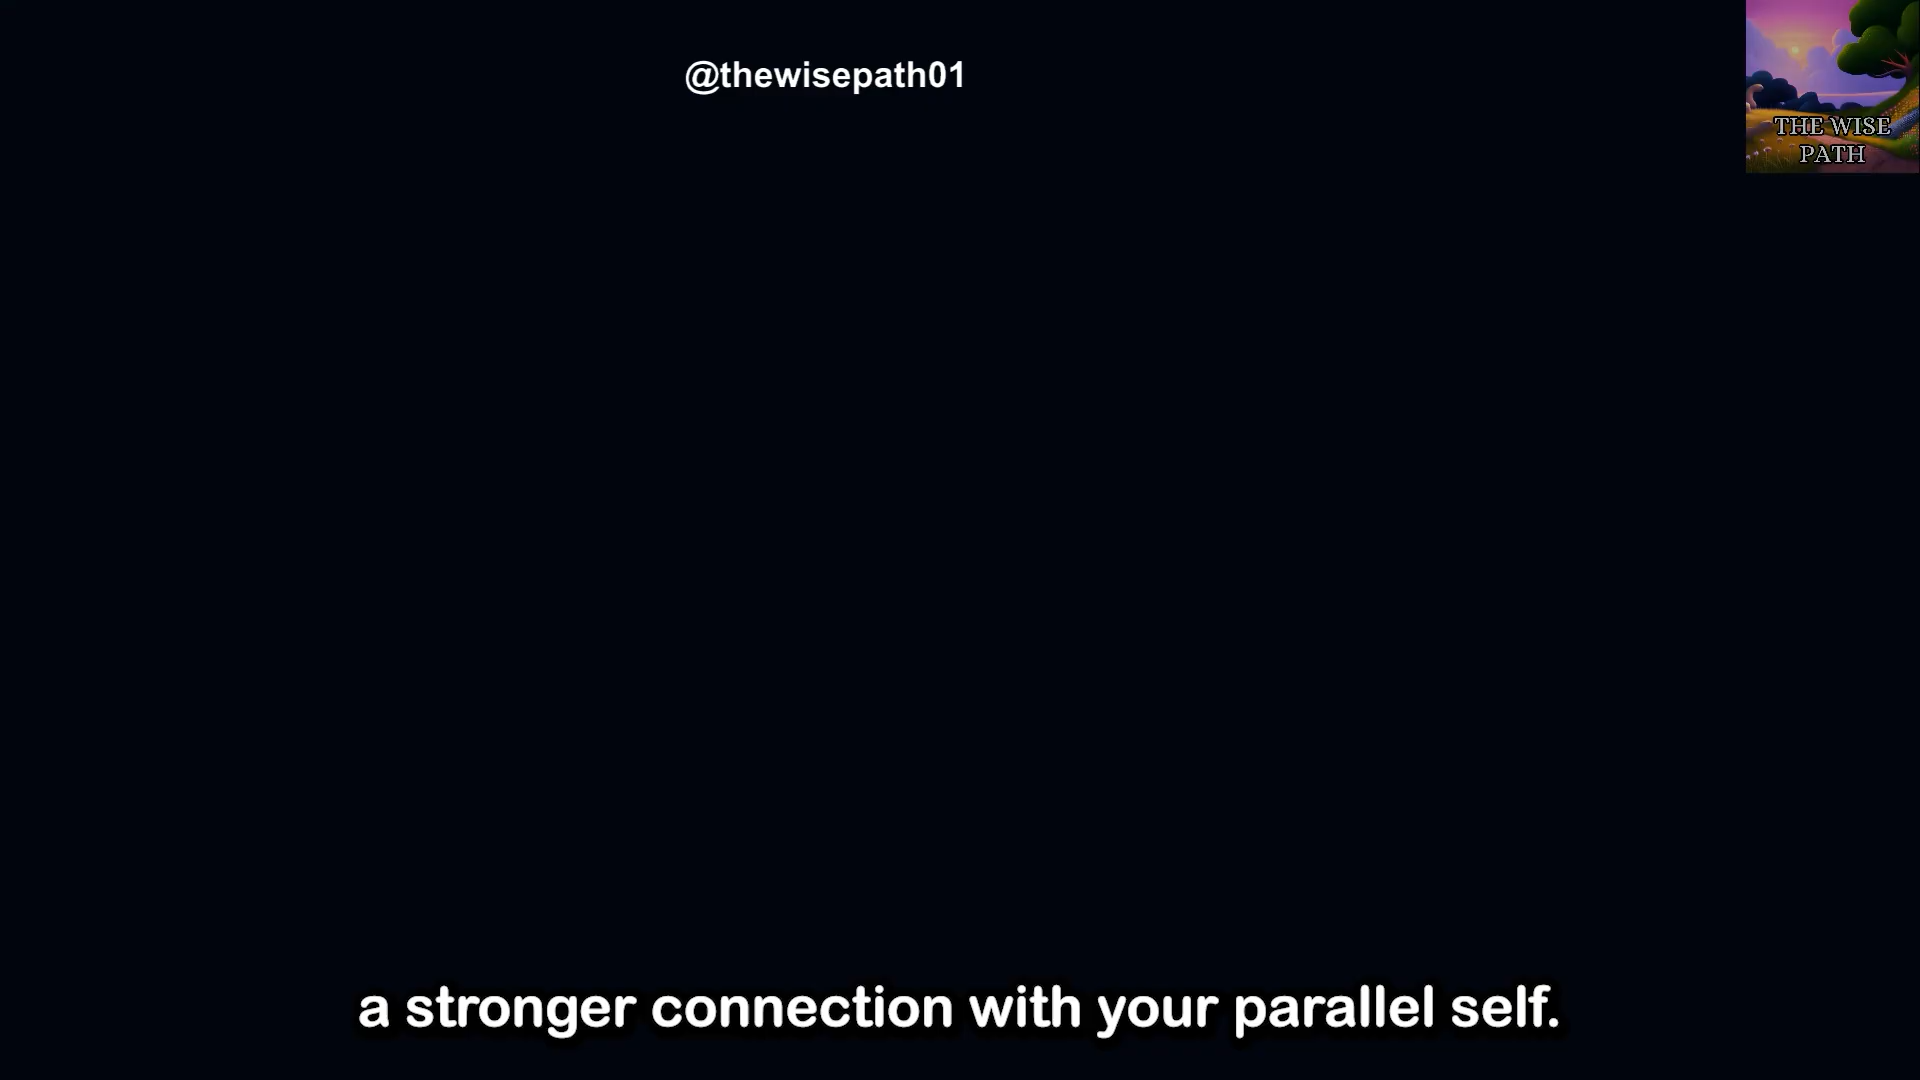 @thewisepath01
THE WISE
PATH
a stronger connection with your parallel self.